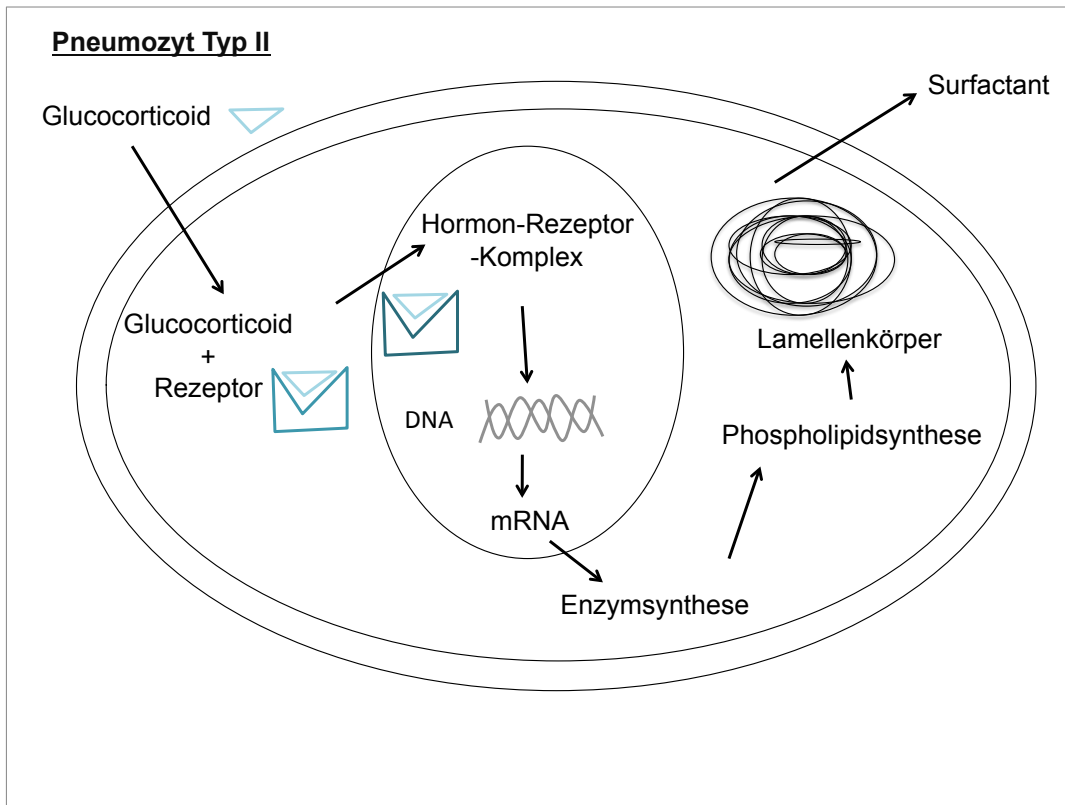 Pneumozyt Typ II
Glucocorticoid
Glucocorticoid
+
Rezeptor
Hormon-Rezeptor
-Komplex
DNA
mRNA
Enzymsynthese
Phospholipidsynthese
Lamellenkörper
Surfactant